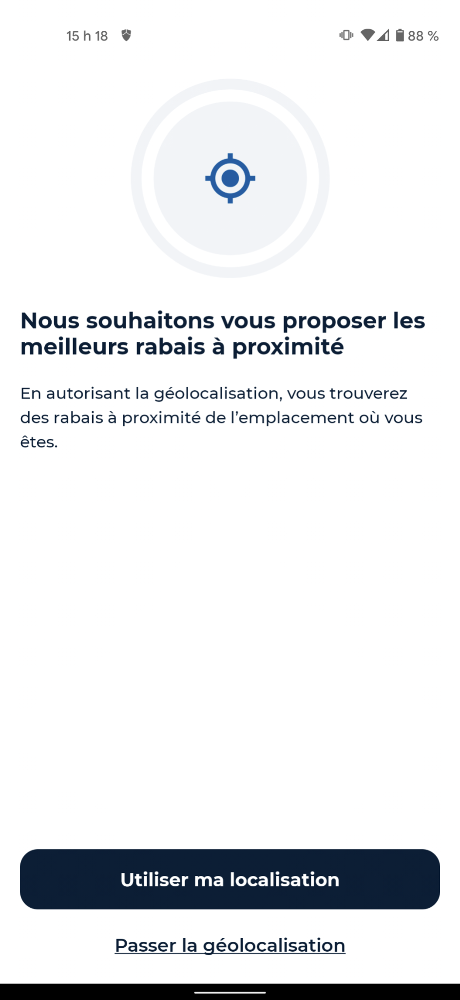 15 h 18
88 %
Nous souhaitons vous proposer les
meilleurs rabais à proximité
En autorisant la géolocalisation, vous trouverez
des rabais à proximité de l’emplacement où vous
êtes.
Utiliser ma localisation
Passer la géolocalisation